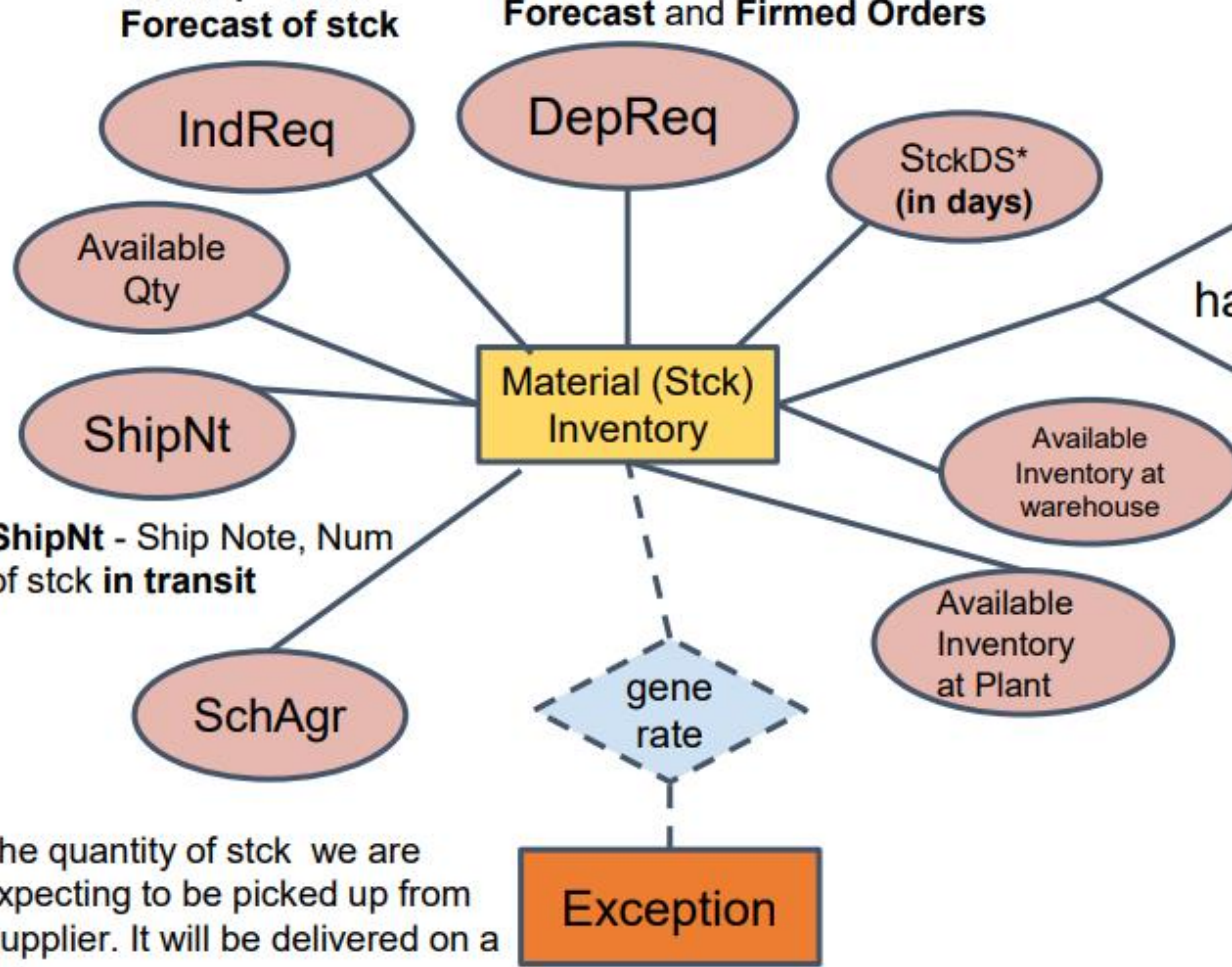 Forecast of stck
Forecast and Firmed Orders
IndReq
DepReq
StckDS*
(in days)
Available
Qty
ha
Material (Stck)
Inventory
ShipNt
Available
Inventory at
warehouse
ShipNt - Ship Note, Num
of stck in transit
Available
Inventory
at Plant
SchAgr
gene
rate
he quantity of stck we are
xpecting to be picked up from
upplier. It will be delivered on a
Exception